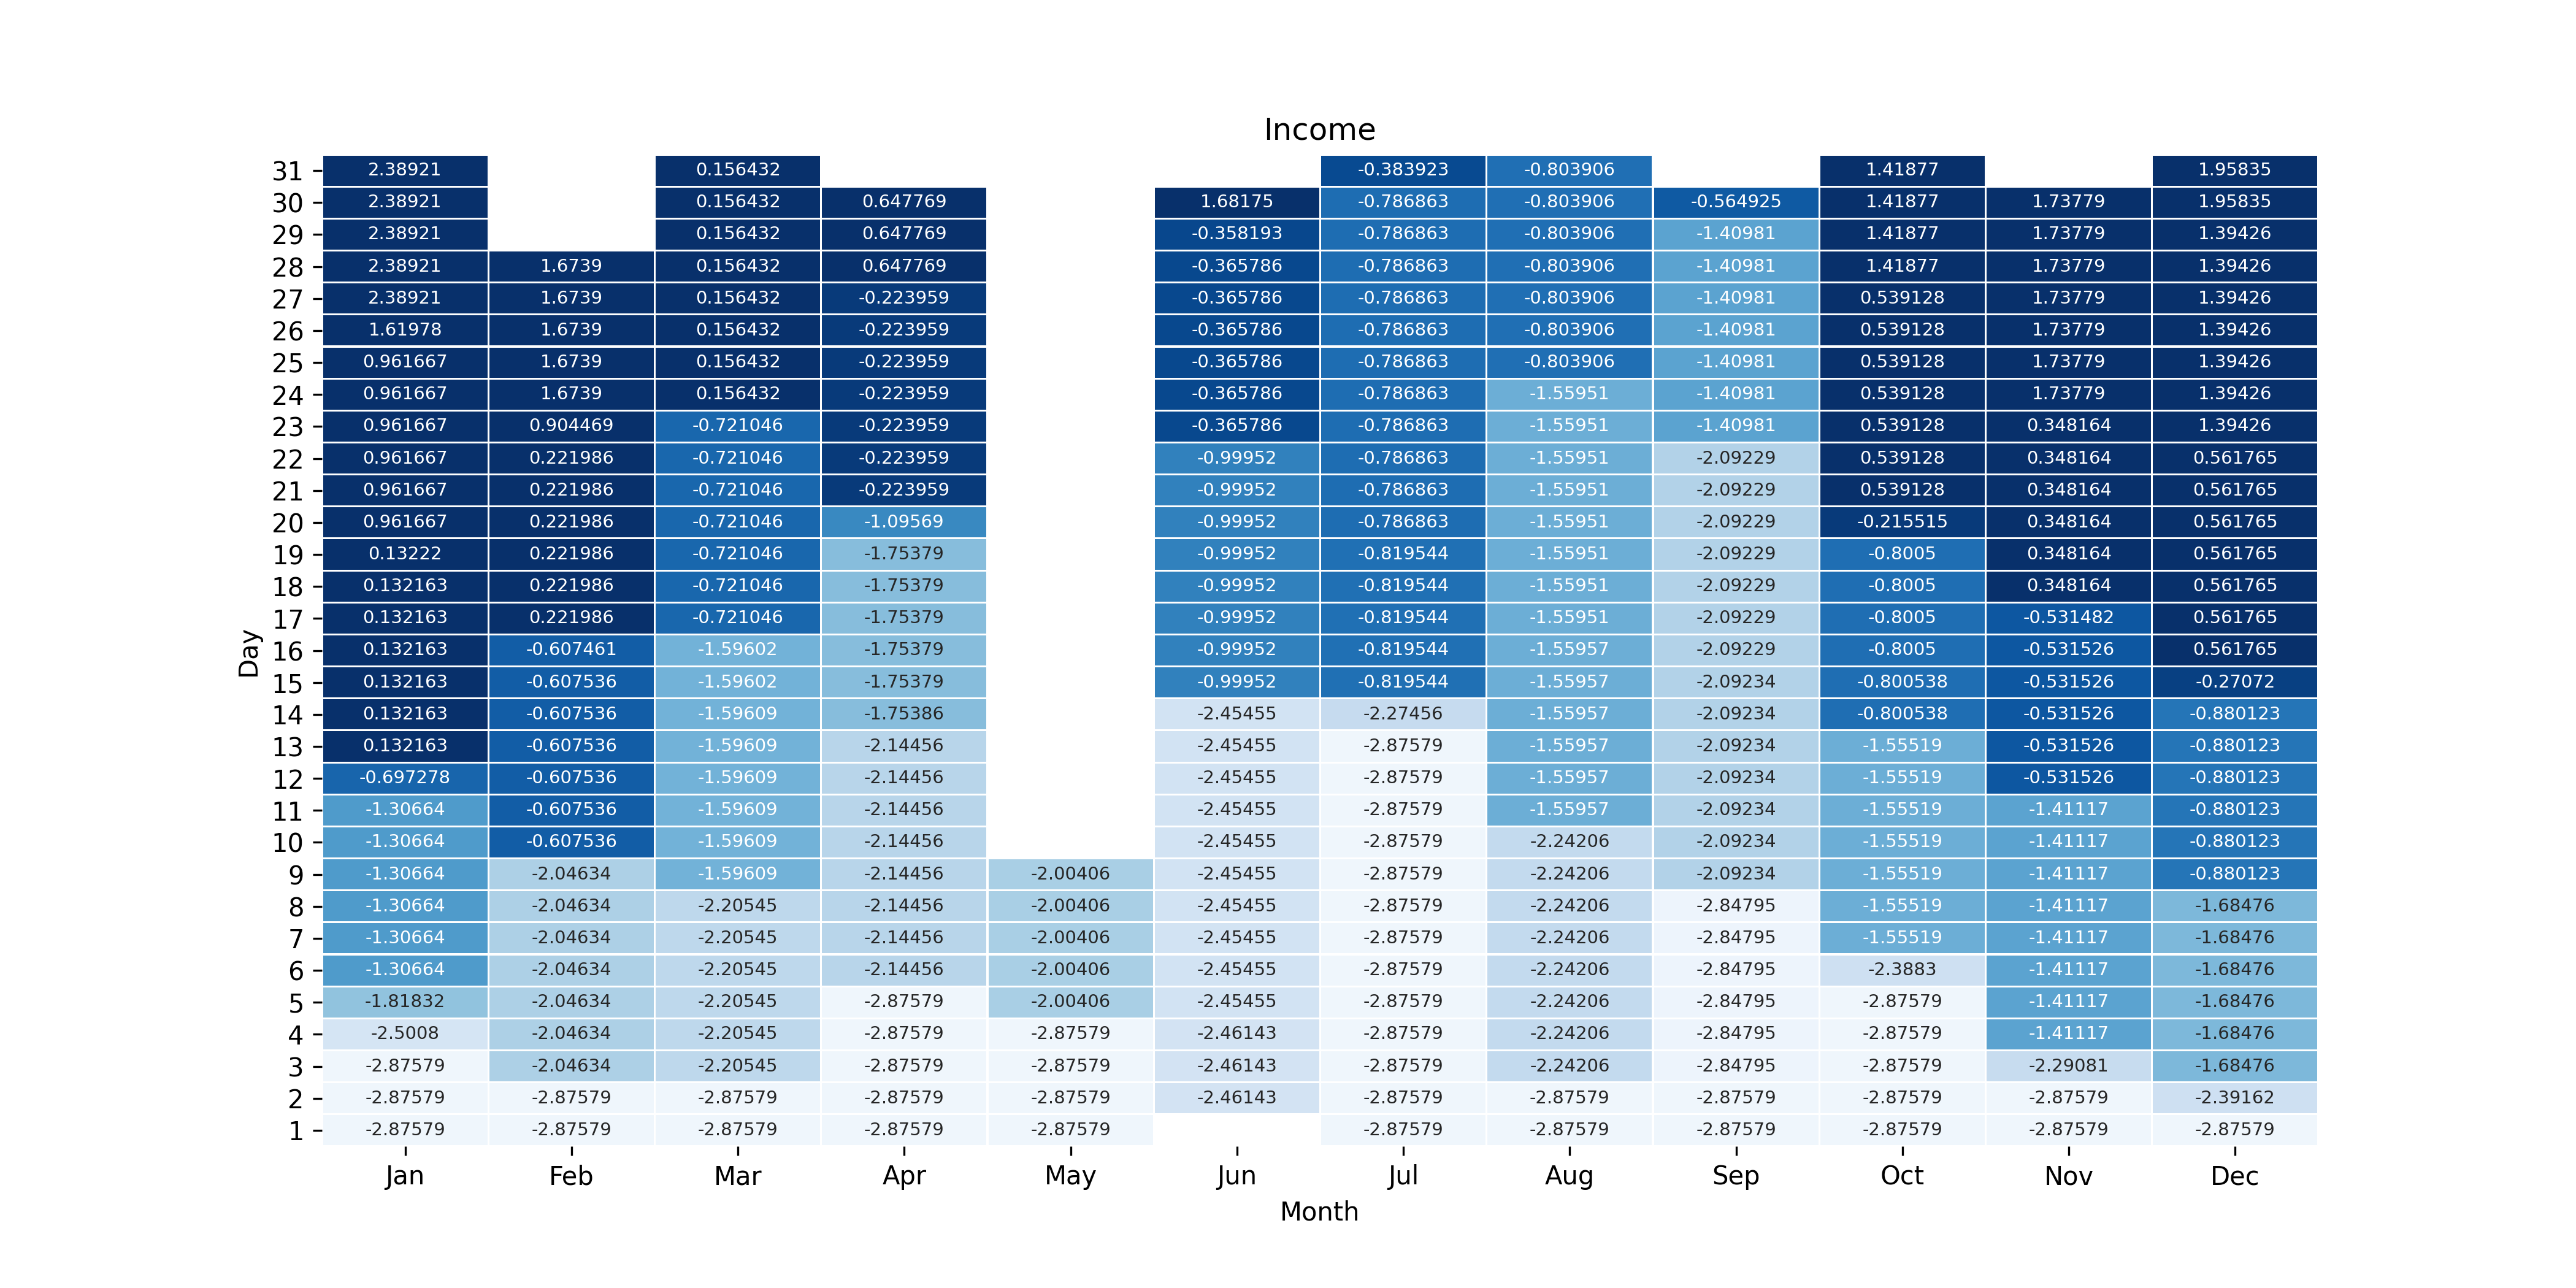 Income
31 2.38921 0.156432 -0.383923 -0.803906 1.41877 1.95835
30 2.38921 0.156432 0.647769 1.68175 -0.786863 -0.803906 -0.564925 1.41877 1.73779 1.95835
29 2.38921 0.156432 0.647769 -0.358193 -0.786863 -0.803906 -1.40981 1.41877 1.73779 1.39426
28 2.38921 1.6739 0.156432 0.647769 -0.365786 -0.786863 -0.803906 -1.40981 1.41877 1.73779 1.39426
27 2.38921 1.6739 0.156432 -0.223959 -0.365786 -0.786863 -0.803906 -1.40981 0.539128 1.73779 1.39426
26 1.61978 1.6739 0.156432 -0.223959 -0.365786 -0.786863 -0.803906 -1.40981 0.539128 1.73779 1.39426
25 0.961667 1.6739 0.156432 -0.223959 -0.365786 -0.786863 -0.803906 -1.40981 0.539128 1.73779 1.39426
24 0.961667 1.6739 0.156432 -0.223959 -0.365786 -0.786863 -1.55951 -1.40981 0.539128 1.73779 1.39426
23 0.961667 0.904469 -0.721046 -0.223959 -0.365786 -0.786863 -1.55951 -1.40981 0.539128 0.348164 1.39426
22 0.961667 0.221986 -0.721046 -0.223959 -0.99952 -0.786863 -1.55951 -2.09229 0.539128 0.348164 0.561765
21 0.961667 0.221986 -0.721046 -0.223959 -0.99952 -0.786863 -1.55951 -2.09229 0.539128 0.348164 0.561765
20 0.961667 0.221986 -0.721046 -1.09569 -0.99952 -0.786863 -1.55951 -2.09229 -0.215515 0.348164 0.561765
19 0.13222 0.221986 -0.721046 -1.75379 -0.99952 -0.819544 -1.55951 -2.09229 -0.8005 0.348164 0.561765
18 0.132163 0.221986 -0.721046 -1.75379 -0.99952 -0.819544 -1.55951 -2.09229 -0.8005 0.348164 0.561765
17 0.132163 0.221986 -0.721046 -1.75379 -0.99952 -0.819544 -1.55951 -2.09229 -0.8005 -0.531482 0.561765
16 0.132163 -0.607461 -1.59602 -1.75379 -0.99952 -0.819544 -1.55957 -2.09229 -0.8005 -0.531526 0.561765
15 0.132163 -0.607536 -1.59602 -1.75379 -0.99952 -0.819544 -1.55957 -2.09234 -0.800538 -0.531526 -0.27072
14 0.132163 -0.607536 -1.59609 -1.75386 -2.45455 -2.27456 -1.55957 -2.09234 -0.800538 -0.531526 -0.880123
13 0.132163 -0.607536 -1.59609 -2.14456 -2.45455 -2.87579 -1.55957 -2.09234 -1.55519 -0.531526 -0.880123
12 -0.697278 -0.607536 -1.59609 -2.14456 -2.45455 -2.87579 -1.55957 -2.09234 -1.55519 -0.531526 -0.880123
11 -1.30664 -0.607536 -1.59609 -2.14456 -2.45455 -2.87579 -1.55957 -2.09234 -1.55519 -1.41117 -0.880123
10 -1.30664 -0.607536 -1.59609 -2.14456 -2.45455 -2.87579 -2.24206 -2.09234 -1.55519 -1.41117 -0.880123
9 -1.30664 -2.04634 -1.59609 -2.14456 -2.00406 -2.45455 -2.87579 -2.24206 -2.09234 -1.55519 -1.41117 -0.880123
8 -1.30664 -2.04634 -2.20545 -2.14456 -2.00406 -2.45455 -2.87579 -2.24206 -2.84795 -1.55519 -1.41117 -1.68476
7 -1.30664 -2.04634 -2.20545 -2.14456 -2.00406 -2.45455 -2.87579 -2.24206 -2.84795 -1.55519 -1.41117 -1.68476
6 -1.30664 -2.04634 -2.20545 -2.14456 -2.00406 -2.45455 -2.87579 -2.24206 -2.84795 -2.3883 -1.41117 -1.68476
5 -1.81832 -2.04634 -2.20545 -2.87579 -2.00406 -2.45455 -2.87579 -2.24206 -2.84795 -2.87579 -1.41117 -1.68476
4 -2.5008 -2.04634 -2.20545 -2.87579 -2.87579 -2.46143 -2.87579 -2.24206 -2.84795 -2.87579 -1.41117 -1.68476
3 -2.87579 -2.04634 -2.20545 -2.87579 -2.87579 -2.46143 -2.87579 -2.24206 -2.84795 -2.87579 -2.29081 -1.68476
2 -2.87579 -2.87579 -2.87579 -2.87579 -2.87579 -2.46143 -2.87579 -2.87579 -2.87579 -2.87579 -2.87579 -2.39162
1 -2.87579 -2.87579 -2.87579 -2.87579 -2.87579 -2.87579 -2.87579 -2.87579 -2.87579 -2.87579 -2.87579
Day
Jan Feb Mar Apr May Jun Jul Aug Sep Oct Nov Dec
Month